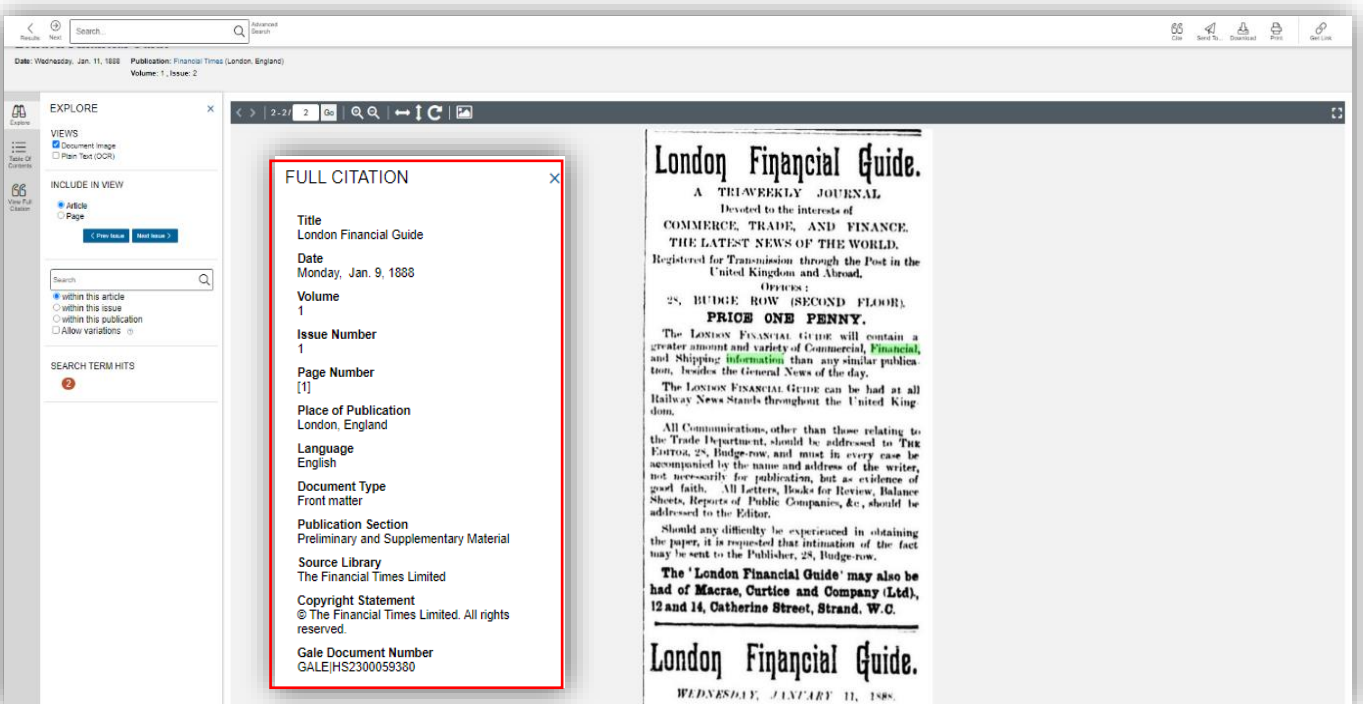 Results
Next
Search...
Advanced
Search
Cite
Send To...
Download
Print
Get Link
Date: Wednesday, Jan. 11, 1888 Publication: Financial Times (London, England)
Volume: 1 , Issue: 2
Explore
Table Of
Contents
View Full
Citation
EXPLORE
VIEWS
Document Image
Plain Text (OCR)
INCLUDE IN VIEW
Article
Page
< Prev Issue
Next Issue >
Search
within this article
within this issue
within this publication
Allow variations
SEARCH TERM HITS
2
2-2/ 2 Go
FULL CITATION
Title
London Financial Guide
Date
Monday, Jan. 9, 1888
Volume
1
Issue Number
1
Page Number
[1]
Place of Publication
London, England
Language
English
Document Type
Front matter
Publication Section
Preliminary and Supplementary Material
Source Library
The Financial Times Limited
Copyright Statement
© The Financial Times Limited. All rights
reserved.
Gale Document Number
GALE|HS2300059380
London Financial Guide.
A TRI-WEEKLY JOURNAL
Devoted to the interests of
COMMERCE, TRADE, AND FINANCE.
THE LATEST NEWS OF THE WORLD.
Registered for Transmission through the Post in the
United Kingdom and Abroad.
OFFICES:
28, BUDGE ROW (SECOND FLOOR).
PRICE ONE PENNY.
The LONDON FINANCIAL GUIDE will contain a
greater amount and variety of Commercial, Financial,
and Shipping information than any similar publica-
tion, besides the General News of the day.
The LONDON FINANCIAL GUIDE can be had at all
Railway News Stands throughout the United King-
dom.
All Communications, other than those relating to
the Trade Department, should be addressed to THE
EDITOR, 28, Budge-row, and must in every case be
accompanied by the name and address of the writer,
not necessarily for publication, but as evidence of
good faith. All Letters, Books for Review, Balance
Sheets, Reports of Public Companies, &c., should be
addressed to the Editor.
Should any difficulty be experienced in obtaining
the paper, it is requested that intimation of the fact
may be sent to the Publisher, 28, Budge-row.
The 'London Financial Guide' may also be
had of Macrae, Curtice and Company (Ltd),
12 and 14, Catherine Street, Strand, W.C.
London Financial Guide.
WEDNESDAY, JANUARY 11, 1888.